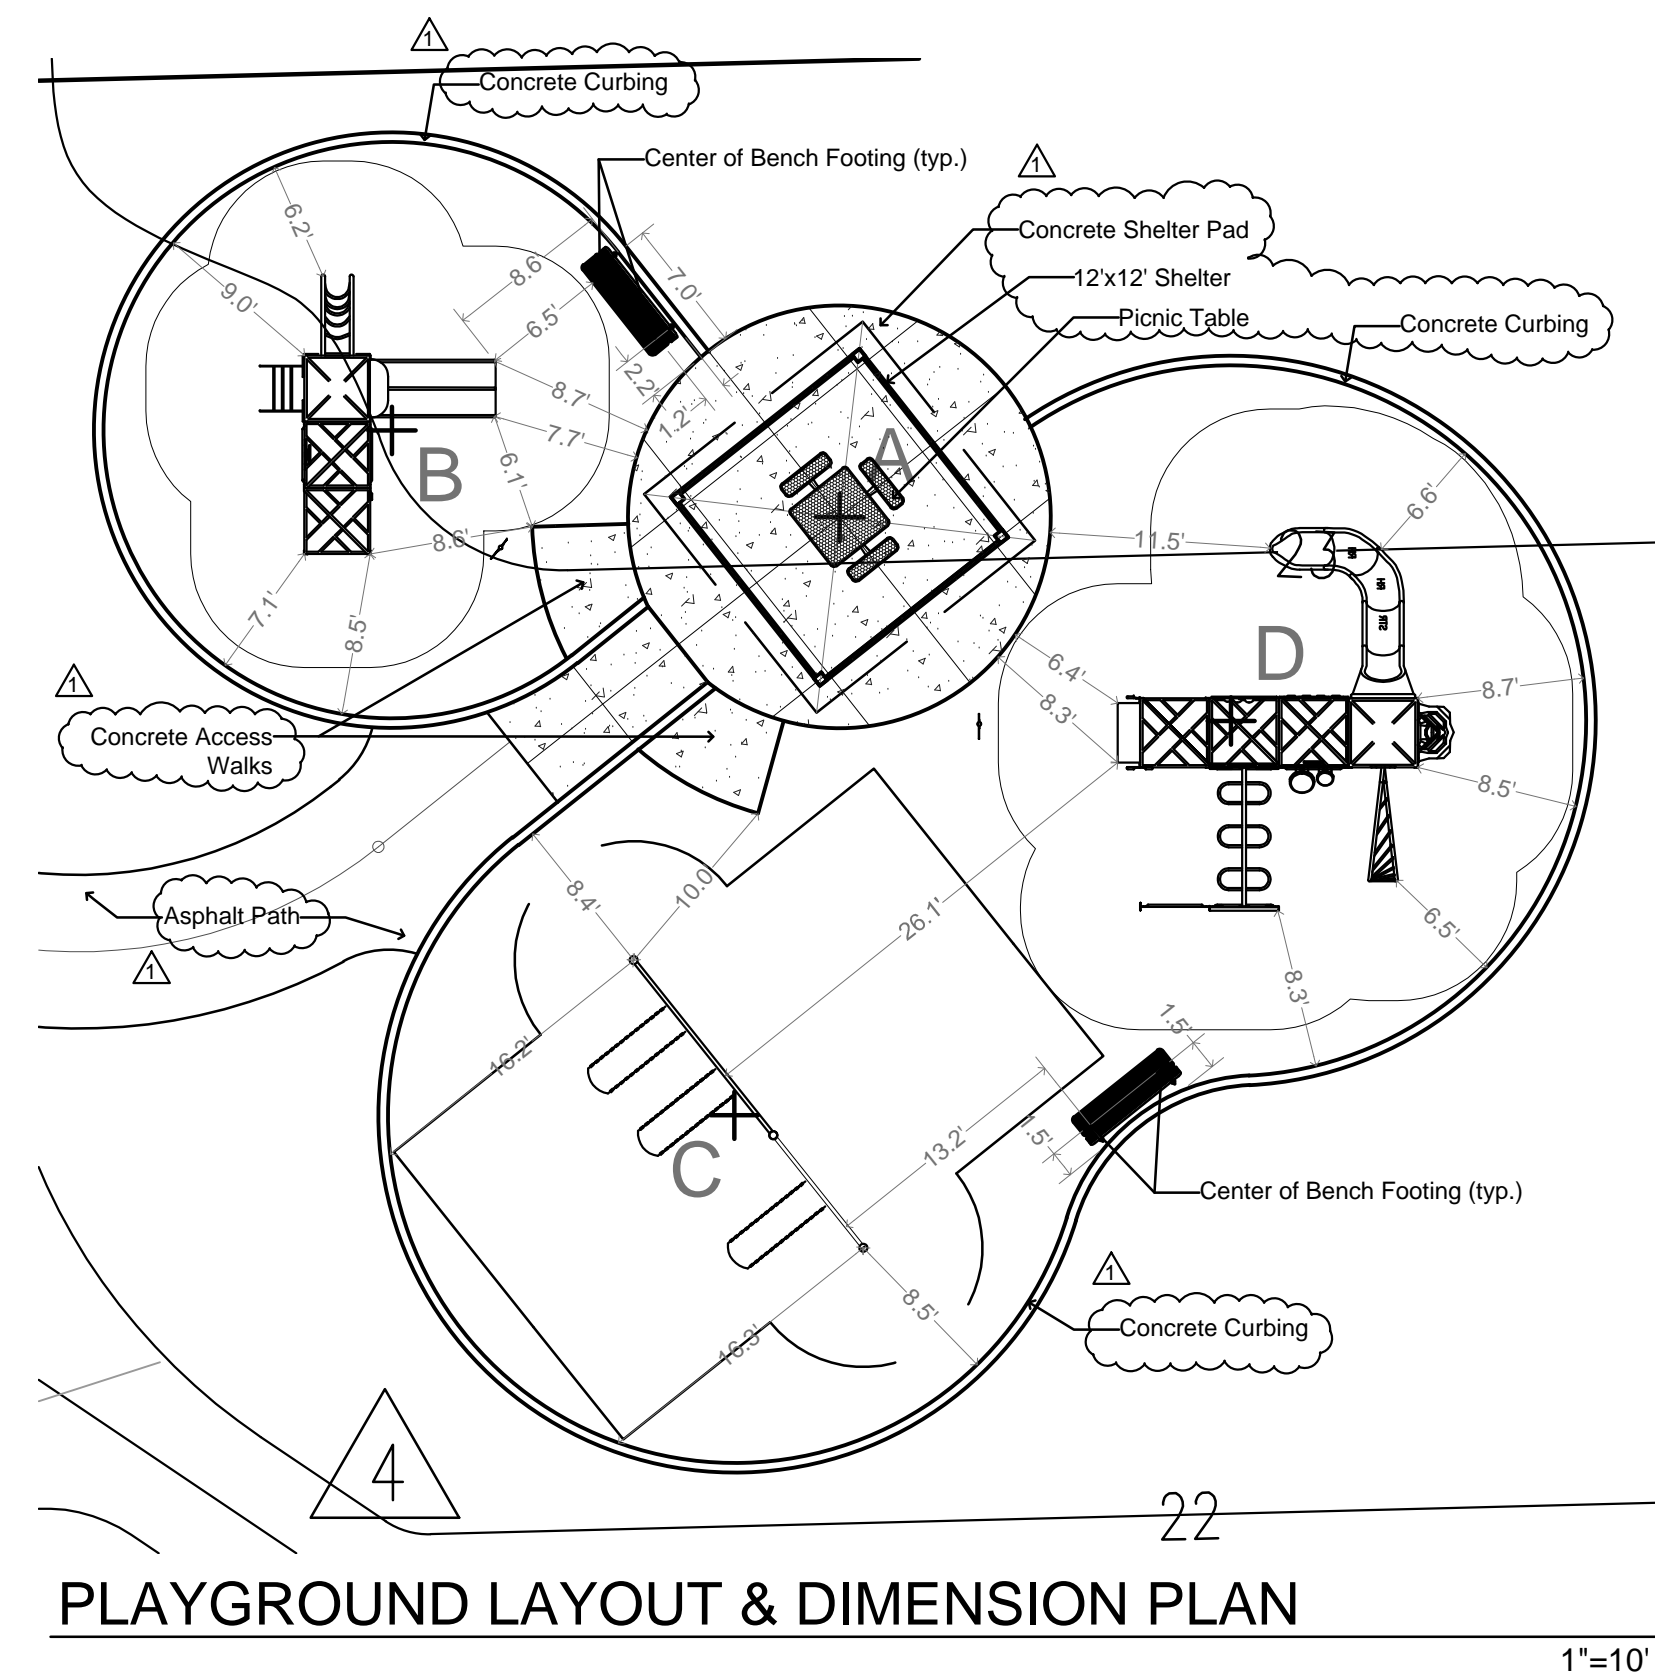 1
Concrete Curbing
Center of Bench Footing (typ.)
1
Concrete Shelter Pad
12'x12' Shelter
Picnic Table
Concrete Curbing
6.2'
9.0'
8.6'
7.0'
6.5'
8.7'
2.2'
1.2'
7.7'
6.1'
B
A
8.6'
7.1'
8.5'
11.5'
6.6'
D
6.4'
8.3'
8.7'
8.5'
1
Concrete Access
Walks
Asphalt Path
1
8.4'
10.0'
26.1'
6.5'
8.3'
16.2'
1.5'
1.5'
13.2'
C
Center of Bench Footing (typ.)
8.5'
16.3'
1
Concrete Curbing
4
22
PLAYGROUND LAYOUT & DIMENSION PLAN
1"=10'